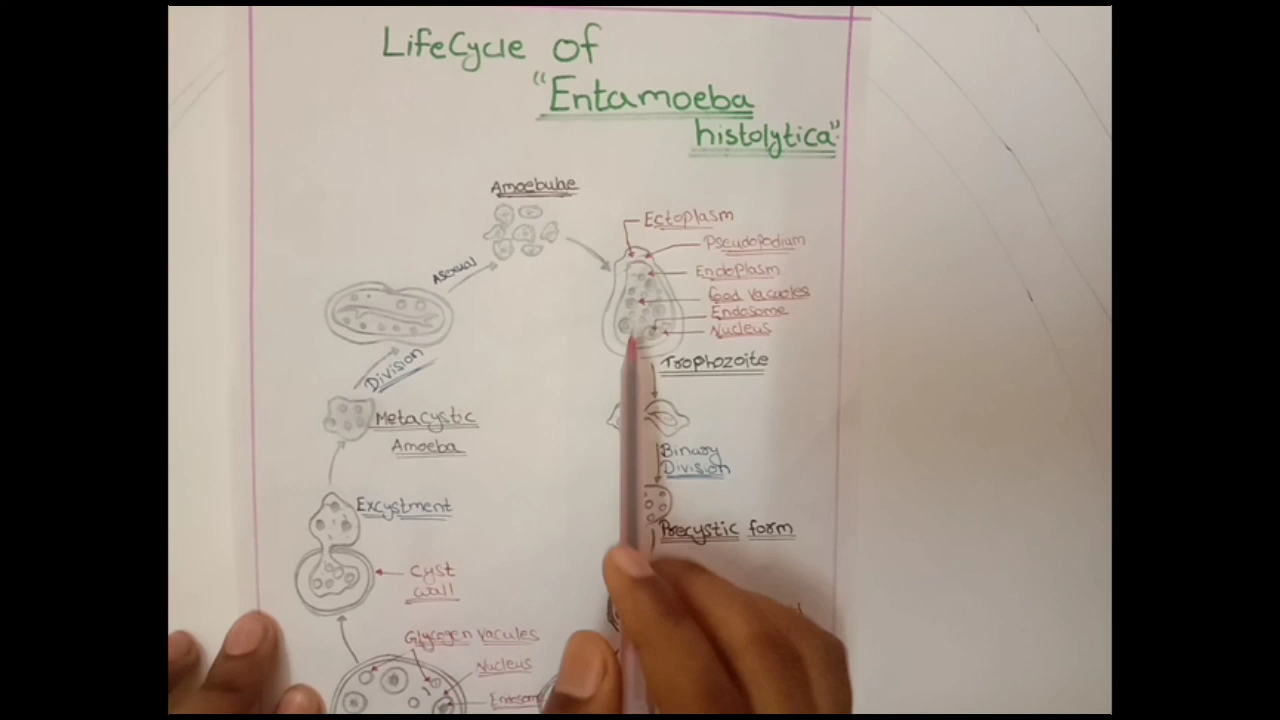 LifeCycle of
"Entamoeba
histolytica"
Amoebulae
Ectoplasm
Pseudopodium
Endoplasm
Food Vacuoles
Endosome
Nucleus
Asexual
Trophozoite
Division
Metacystic
Amoeba
Binary
Division
Excystment
Precystic form
Cyst
wall
Glycogen Vacules
Nucleus